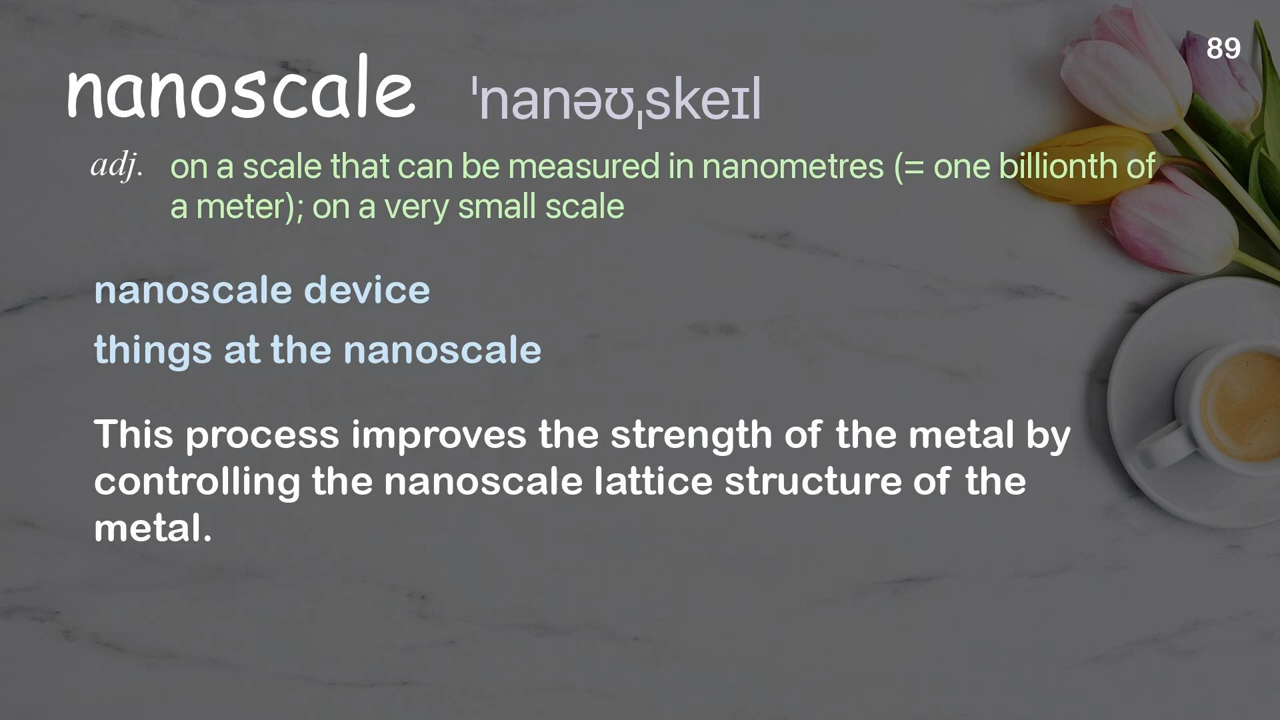 89
nanoscale ˈnanəʊˌskeɪl
adj. on a scale that can be measured in nanometres (= one billionth of
a meter); on a very small scale
nanoscale device
things at the nanoscale
This process improves the strength of the metal by
controlling the nanoscale lattice structure of the
metal.